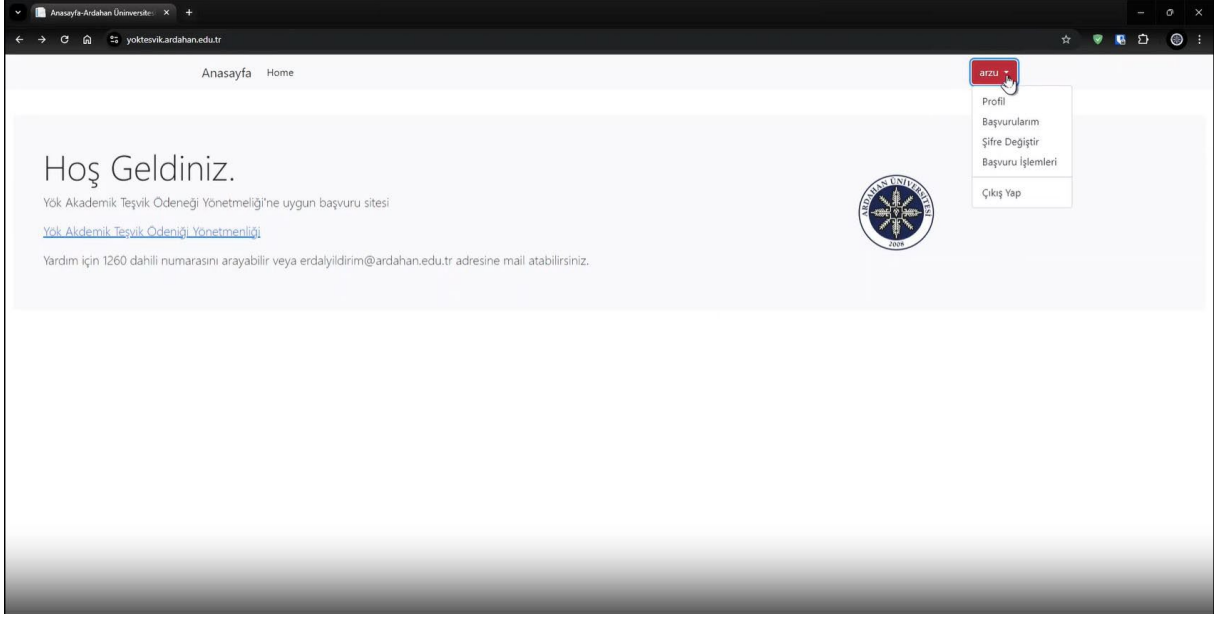 Anasayfa-Ardahan Üniversites
yoktesvik.ardahan.edu.tr
Anasayfa Home
arzu
Profil
Başvurularım
Şifre Değiştir
Başvuru İşlemleri
Çıkış Yap
Hoş Geldiniz.
Yök Akademik Teşvik Ödeneği Yönetmeliği'ne uygun başvuru sitesi
Yök Akdemik Teşvik Ödeniği Yönetmenliği
Yardım için 1260 dahili numarasını arayabilir veya erdalyildirim@ardahan.edu.tr adresine mail atabilirsiniz.
ARDAHAN ÜNİVERSİTESİ
2008